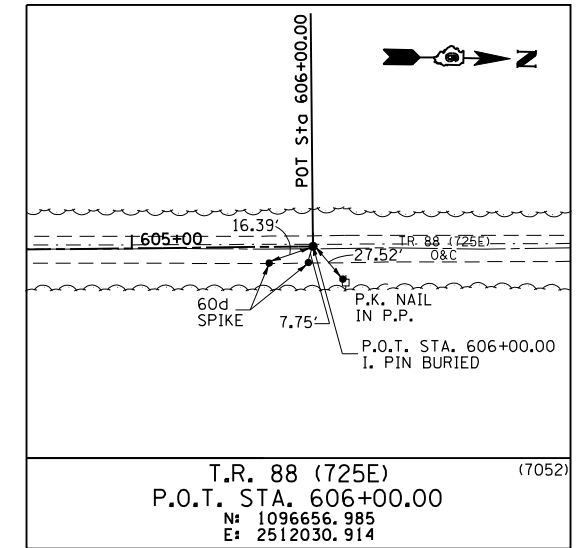 POT Sta 606+00.00
N
605+00
16.39'
T.R. 88 (725E)
O&C
27.52'
60d
SPIKE
7.75'
P.K. NAIL
IN P.P.
P.O.T. STA. 606+00.00
I. PIN BURIED
T.R. 88 (725E)
(7052)
P.O.T. STA. 606+00.00
N: 1096656.985
E: 2512030.914